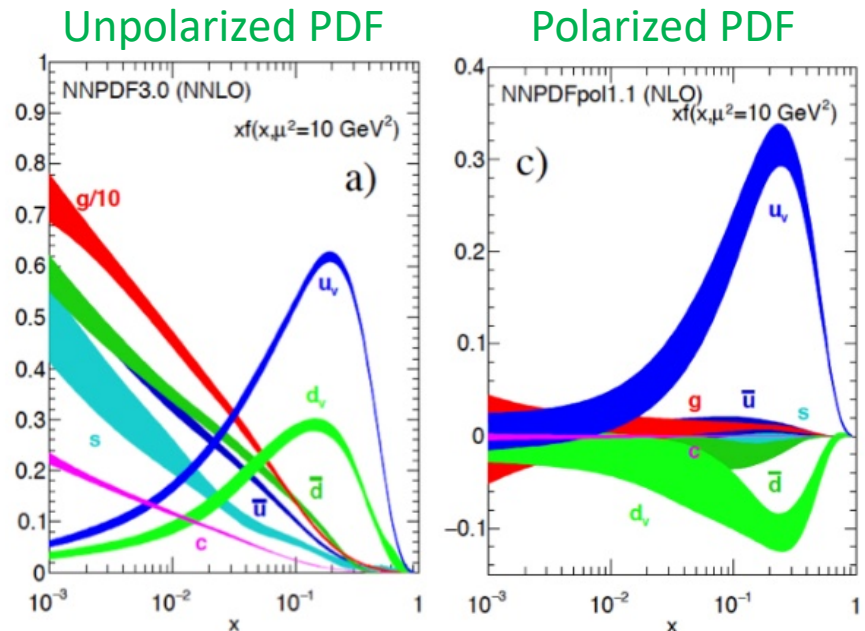 Unpolarized PDF
Polarized PDF
NNPDF3.0 (NNLO)
xf(x,μ²=10 GeV²)
a)
g/10
u_v
d_v
s
d̅
u̅
c
1
0.9
0.8
0.7
0.6
0.5
0.4
0.3
0.2
0.1
0
10⁻³
10⁻²
10⁻¹
1
x
NNPDFpol1.1 (NLO)
xf(x,μ²=10 GeV²)
c)
u_v
g
u̅
s
c
d̅
d_v
0.4
0.3
0.2
0.1
0
−0.1
10⁻³
10⁻²
10⁻¹
1
x